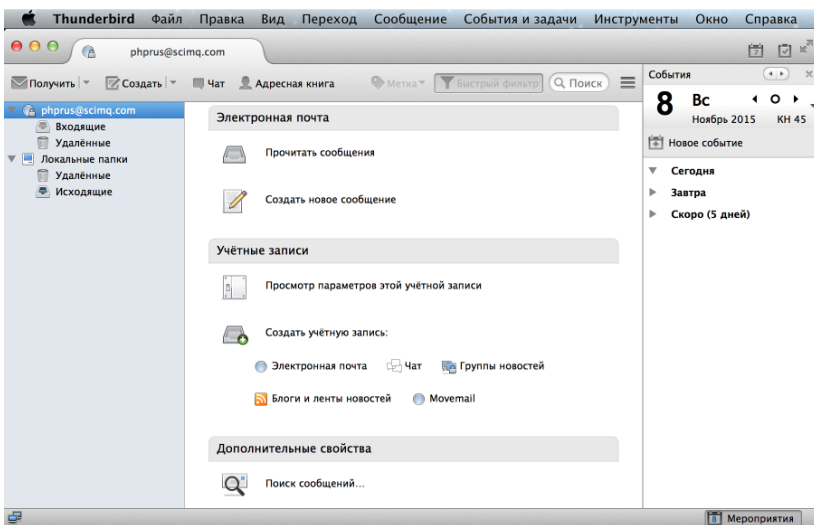 Thunderbird Файл Правка Вид Переход Сообщение События и задачи Инструменты Окно Справка
phprus@scimq.com
Получить Создать Чат Адресная книга Метка Быстрый фильтр Поиск
phprus@scimq.com
Входящие
Удалённые
Локальные папки
Удалённые
Исходящие
Электронная почта
Прочитать сообщения
Создать новое сообщение
Учётные записи
Просмотр параметров этой учётной записи
Создать учётную запись:
Электронная почта Чат Группы новостей
Блоги и ленты новостей Movemail
Дополнительные свойства
Поиск сообщений...
События
8 Вс
Ноябрь 2015 КН 45
Новое событие
Сегодня
Завтра
Скоро (5 дней)
Мероприятия